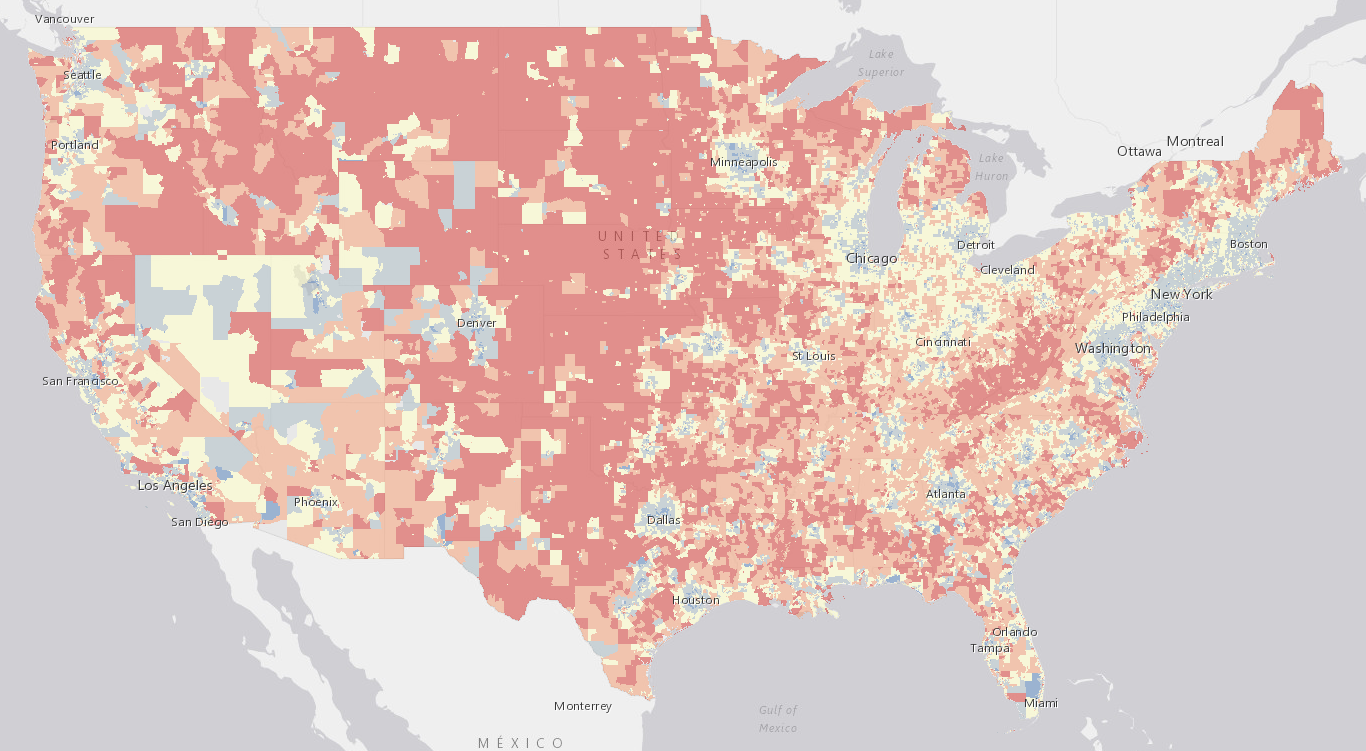 Vancouver
Seattle
Portland
San Francisco
Los Angeles
San Diego
Phoenix
Denver
UNITED
STATES
Minneapolis
Lake
Superior
Lake
Huron
Ottawa
Montreal
Detroit
Chicago
Cleveland
Boston
New York
Philadelphia
Washington
Cincinnati
St Louis
Atlanta
Dallas
Houston
Orlando
Tampa
Miami
Monterrey
Gulf of
Mexico
MÉXICO